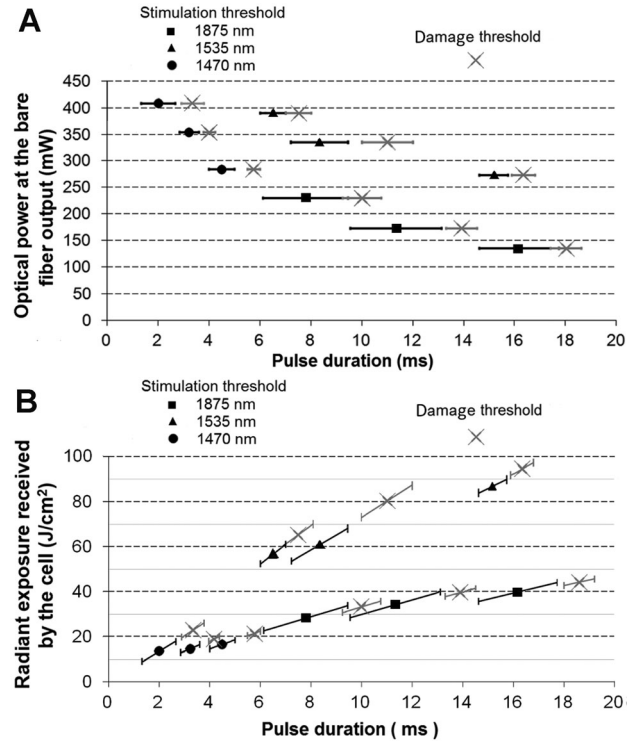 A
Stimulation threshold
1875 nm
1535 nm
1470 nm
Damage threshold
Optical power at the bare
fiber output (mW)
450
400
350
300
250
200
150
100
50
0
0 2 4 6 8 10 12 14 16 18 20
Pulse duration (ms)
B
Stimulation threshold
1875 nm
1535 nm
1470 nm
Damage threshold
Radiant exposure received
by the cell (J/cm²)
100
80
60
40
20
0
0 2 4 6 8 10 12 14 16 18 20
Pulse duration ( ms )